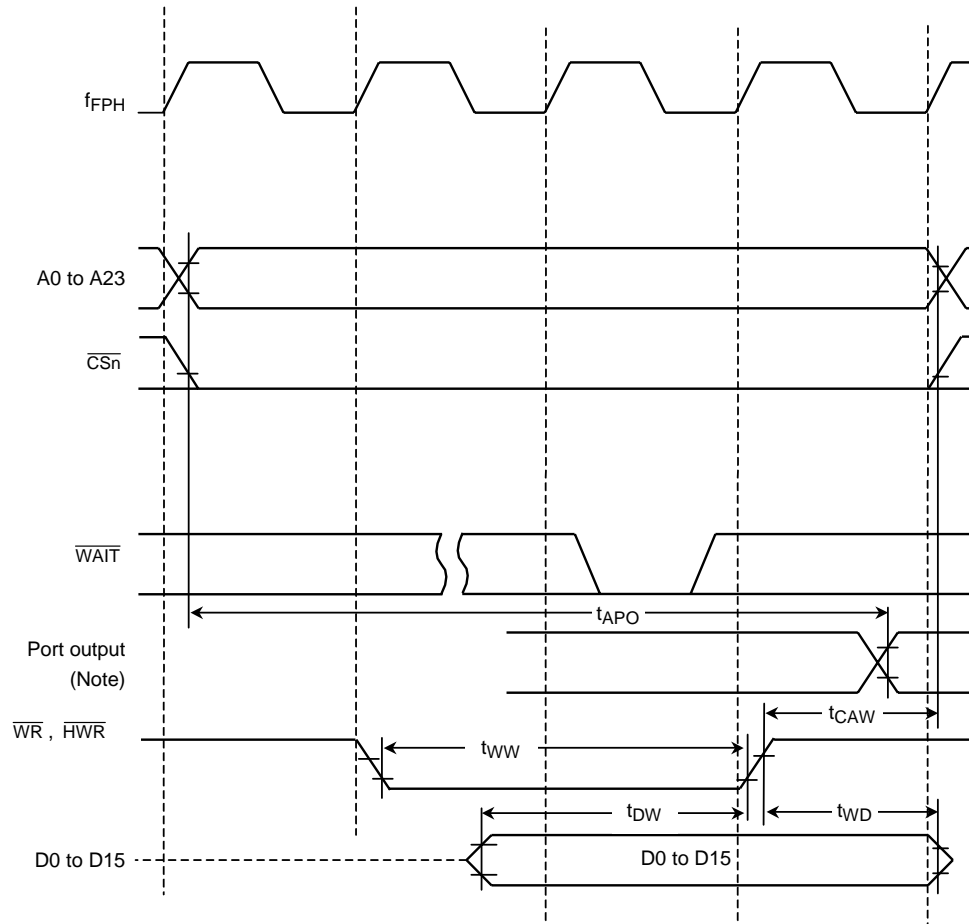 fFPH
A0 to A23
CSn
WAIT
tAPO
Port output
(Note)
tCAW
WR , HWR
tWW
tDW
tWD
D0 to D15
D0 to D15